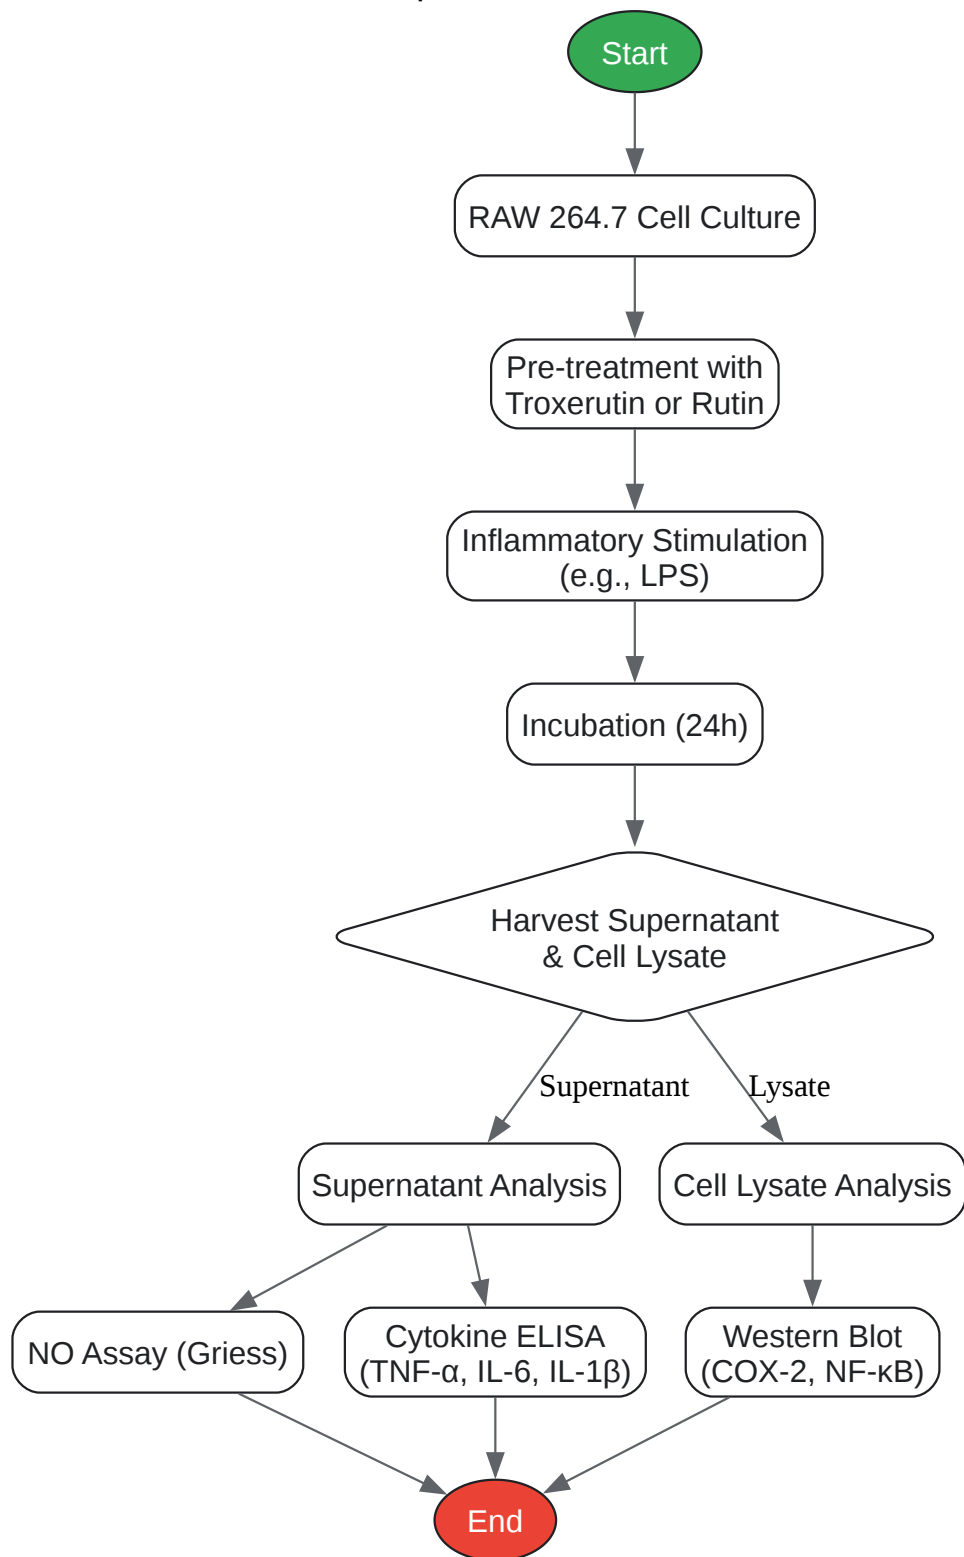 Start
RAW 264.7 Cell Culture
Pre-treatment with
Troxerutin or Rutin
Inflammatory Stimulation
(e.g., LPS)
Incubation (24h)
Harvest Supernatant
& Cell Lysate
Supernatant
Lysate
Supernatant Analysis
Cell Lysate Analysis
NO Assay (Griess)
Cytokine ELISA
(TNF-α, IL-6, IL-1β)
Western Blot
(COX-2, NF-κB)
End